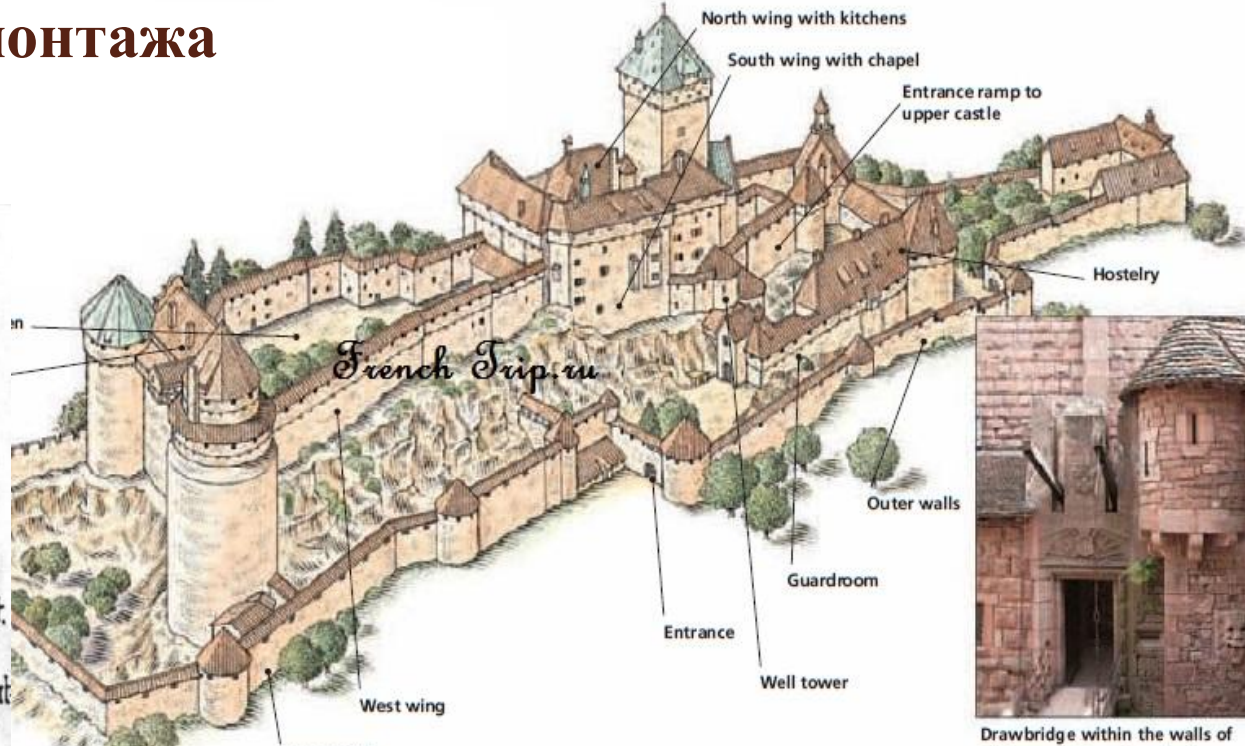 North wing with kitchens
South wing with chapel
Entrance ramp to
upper castle
Hostelry
en
French Trip.ru
Outer walls
Guardroom
Entrance
Well tower
West wing
Drawbridge within the walls of